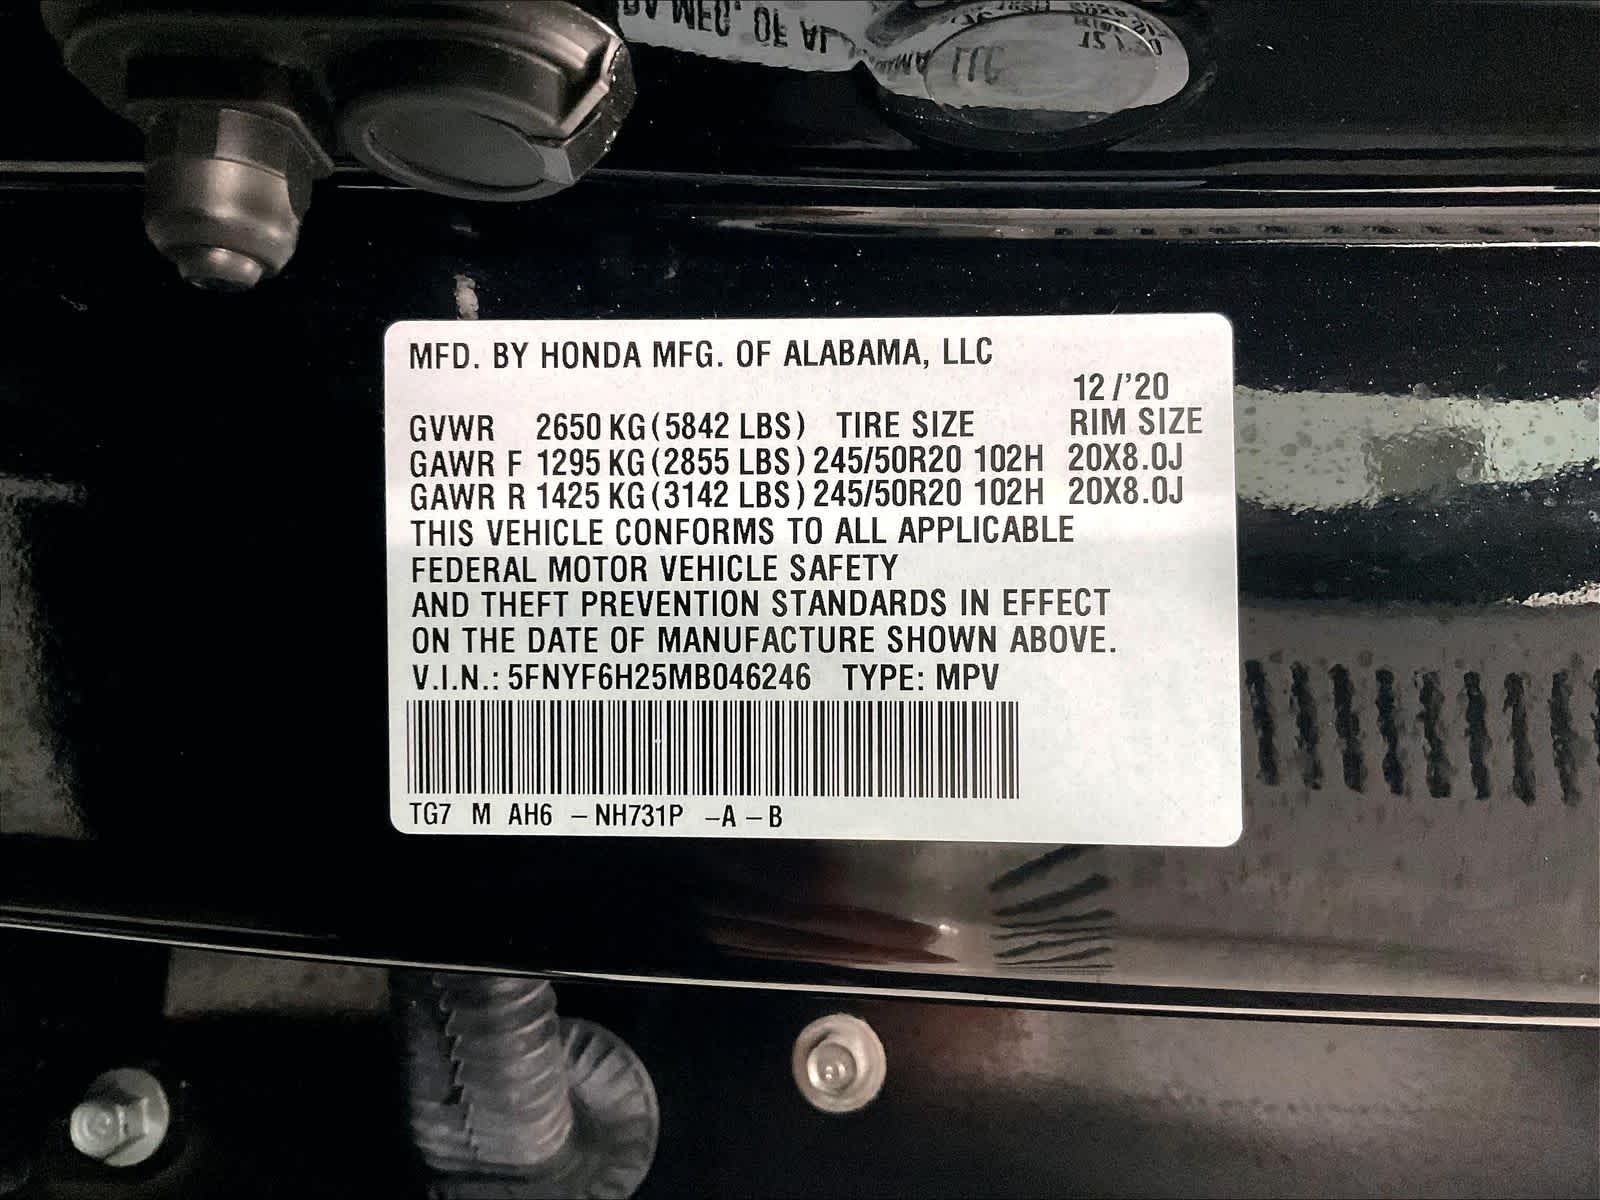 MFD. BY HONDA MFG. OF ALABAMA, LLC
12/'20
GVWR 2650 KG (5842 LBS) TIRE SIZE RIM SIZE
GAWR F 1295 KG (2855 LBS) 245/50R20 102H 20X8.0J
GAWR R 1425 KG (3142 LBS) 245/50R20 102H 20X8.0J
THIS VEHICLE CONFORMS TO ALL APPLICABLE
FEDERAL MOTOR VEHICLE SAFETY
AND THEFT PREVENTION STANDARDS IN EFFECT
ON THE DATE OF MANUFACTURE SHOWN ABOVE.
V.I.N.: 5FNYF6H25MB046246 TYPE: MPV
TG7 M AH6 – NH731P –A – B